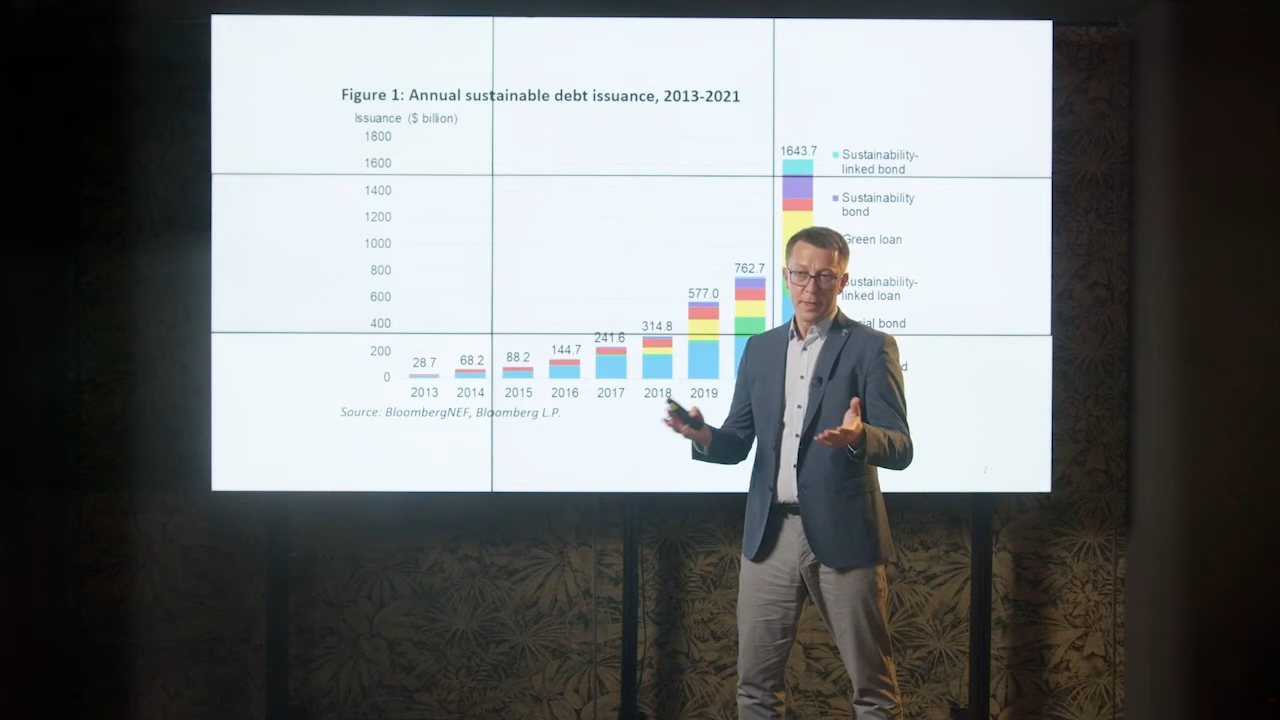 Figure 1: Annual sustainable debt issuance, 2013-2021
Issuance ($ billion)
1800
1600
1400
1200
1000
800
600
400
200
0
28.7
68.2
88.2
144.7
241.6
314.8
577.0
762.7
1643.7
2013
2014
2015
2016
2017
2018
2019
Sustainability-
linked bond
Sustainability
bond
Green loan
Sustainability-
linked loan
bond
Source: BloombergNEF, Bloomberg L.P.
2